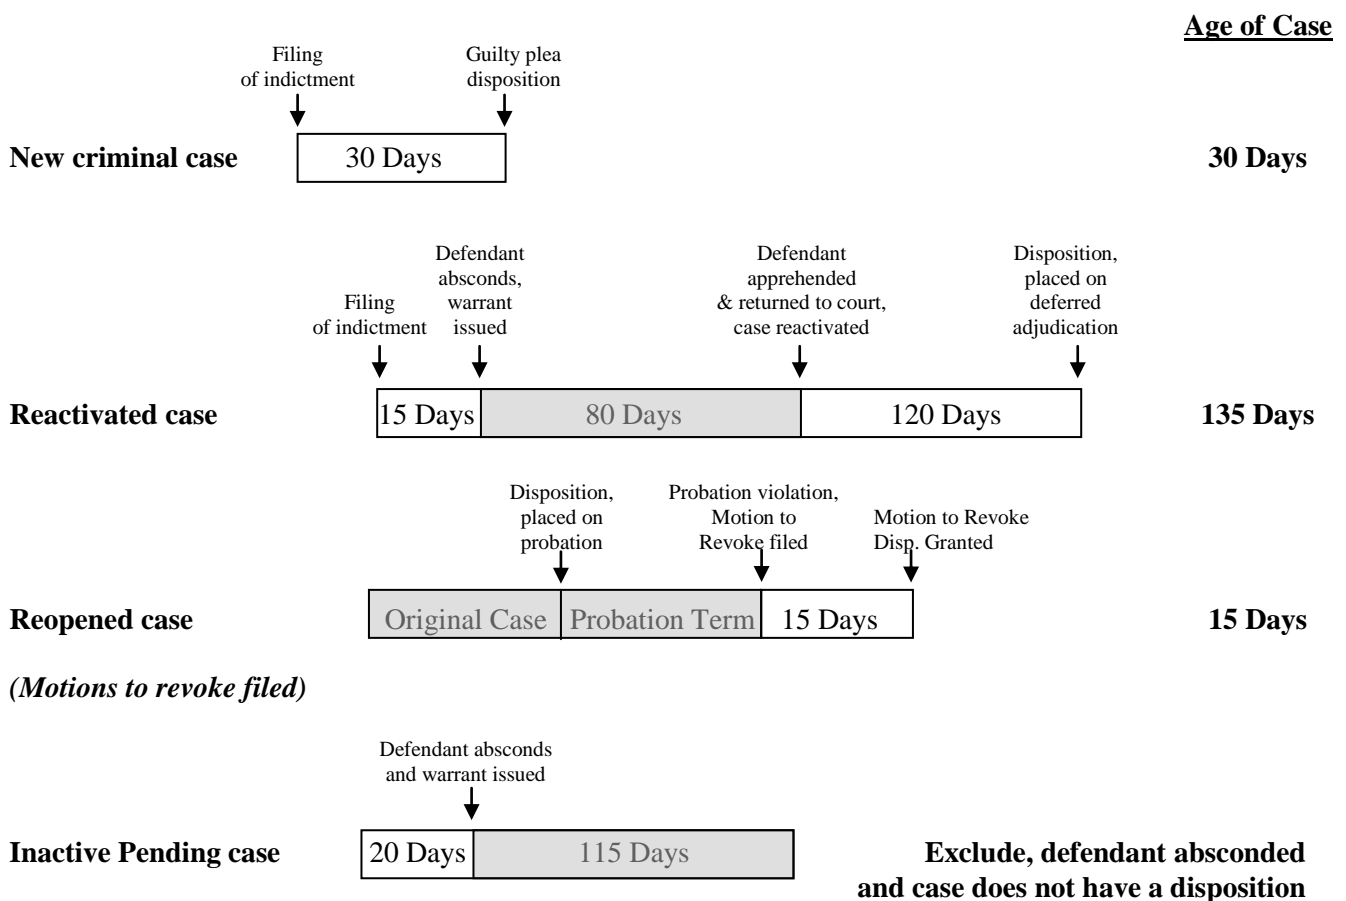 Age of Case
Filing
of indictment
Guilty plea
disposition
New criminal case
30 Days
30 Days
Filing
of indictment
Defendant
absconds,
warrant
issued
Defendant
apprehended
& returned to court,
case reactivated
Disposition,
placed on
deferred
adjudication
Reactivated case
15 Days
80 Days
120 Days
135 Days
Disposition,
placed on
probation
Probation violation,
Motion to
Revoke filed
Motion to Revoke
Disp. Granted
Reopened case
Original Case
Probation Term
15 Days
15 Days
(Motions to revoke filed)
Defendant absconds
and warrant issued
Inactive Pending case
20 Days
115 Days
Exclude, defendant absconded
and case does not have a disposition